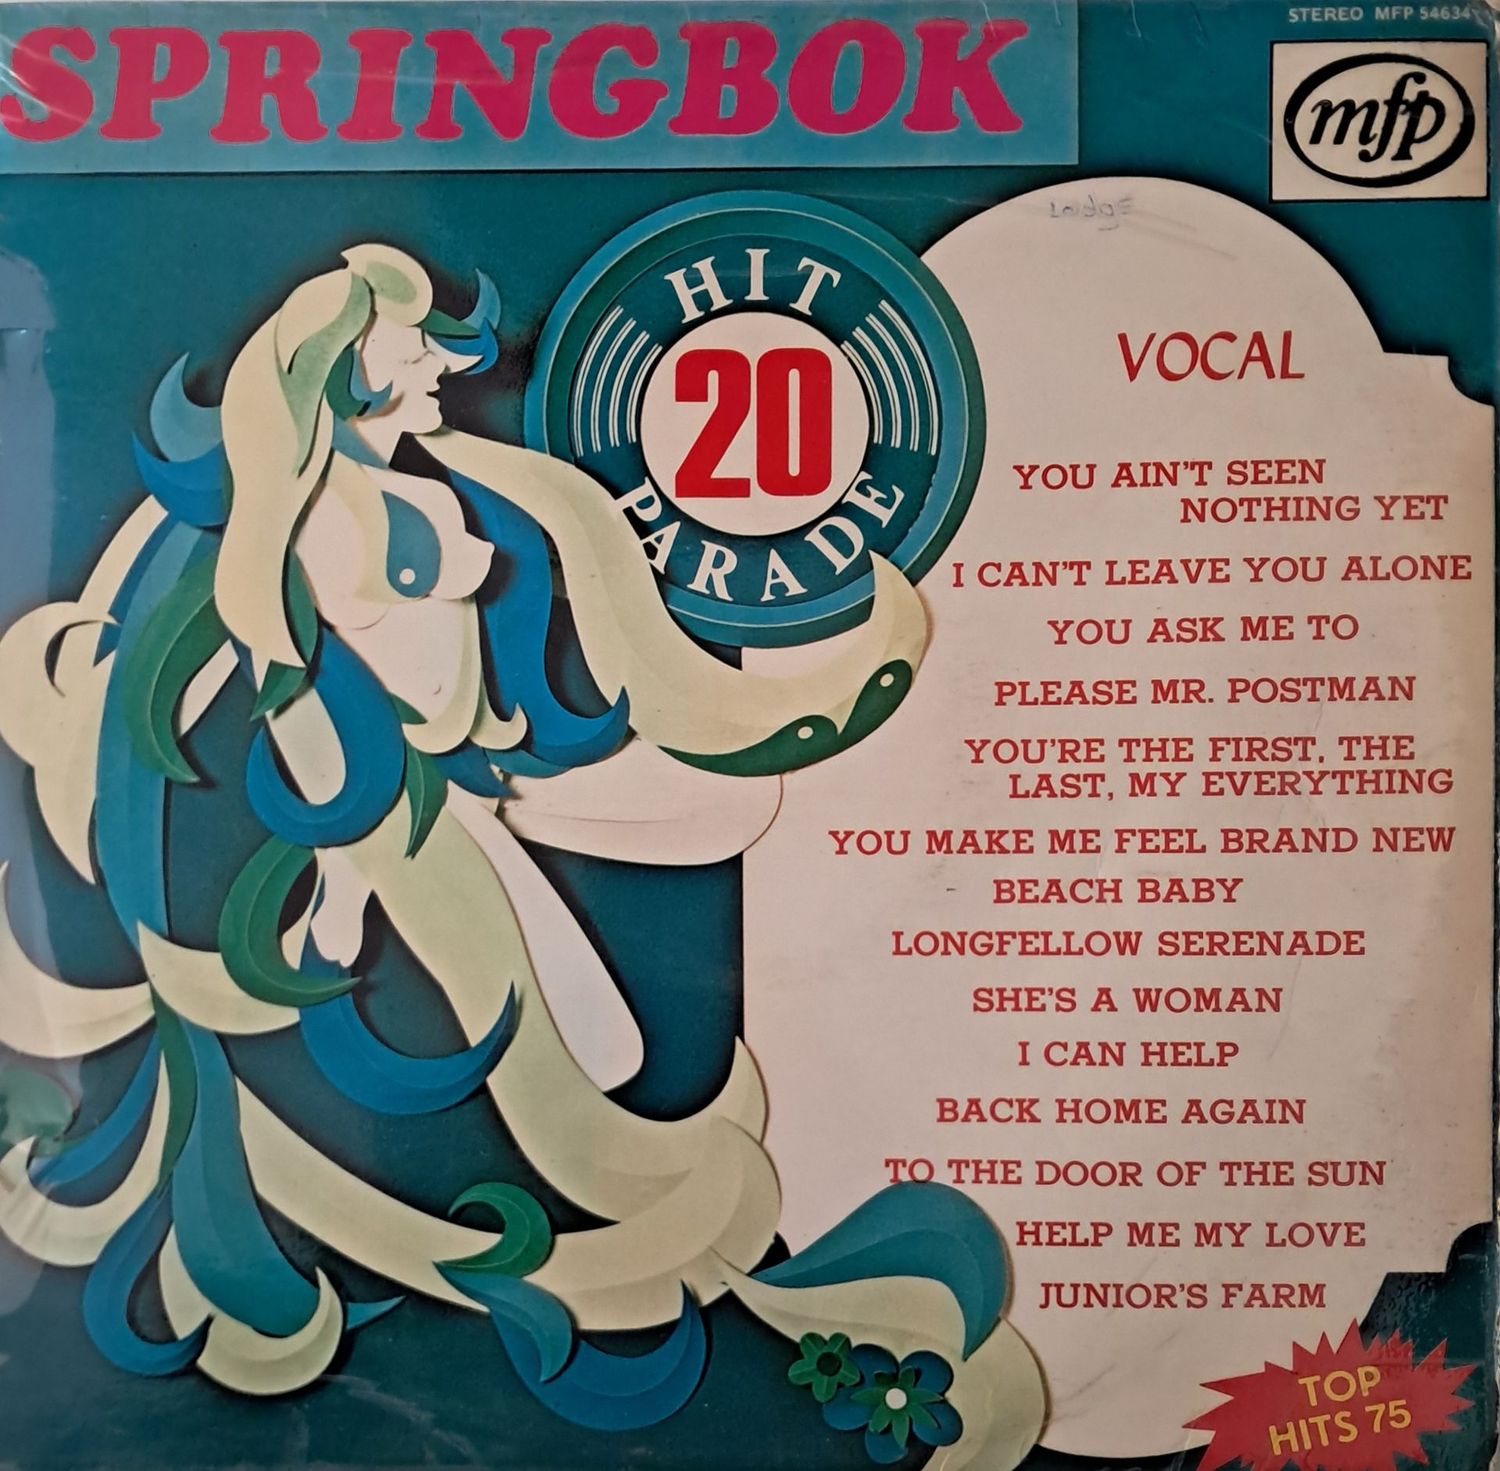 STEREO MFP 54634
SPRINGBOK
mfp
HIT
20
PARADE
VOCAL
YOU AIN'T SEEN
NOTHING YET
I CAN'T LEAVE YOU ALONE
YOU ASK ME TO
PLEASE MR. POSTMAN
YOU'RE THE FIRST, THE
LAST, MY EVERYTHING
YOU MAKE ME FEEL BRAND NEW
BEACH BABY
LONGFELLOW SERENADE
SHE'S A WOMAN
I CAN HELP
BACK HOME AGAIN
TO THE DOOR OF THE SUN
HELP ME MY LOVE
JUNIOR'S FARM
TOP
HITS 75